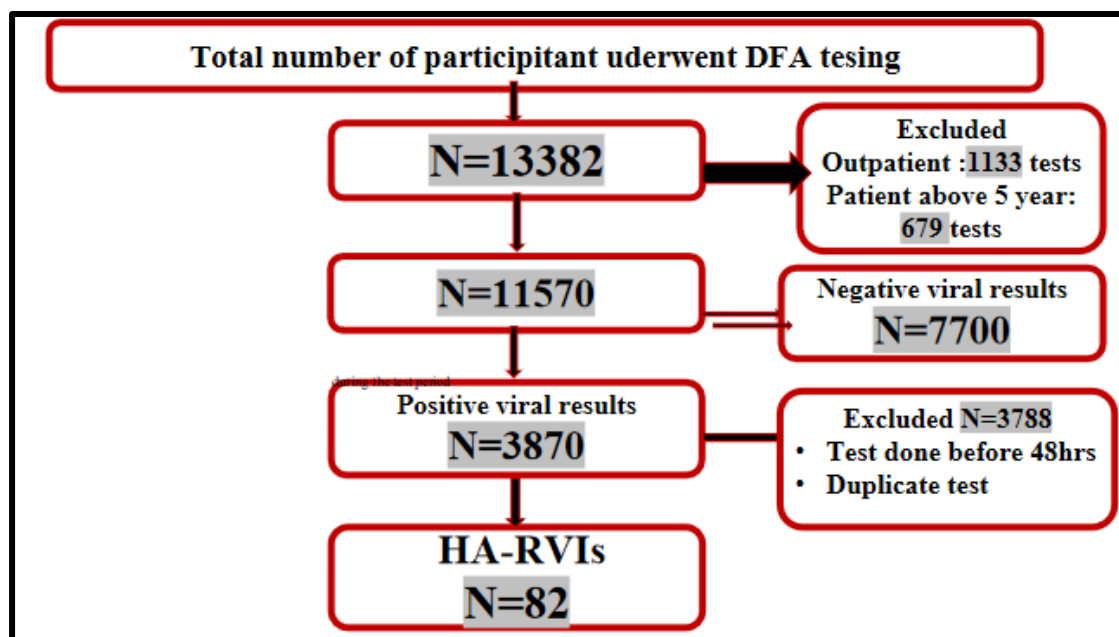 Total number of participitant uderwent DFA tesing
N=13382
Excluded
Outpatient :1133 tests
Patient above 5 year:
679 tests
N=11570
Negative viral results
N=7700
during the test period
Positive viral results
N=3870
Excluded N=3788
• Test done before 48hrs
• Duplicate test
HA-RVIs
N=82